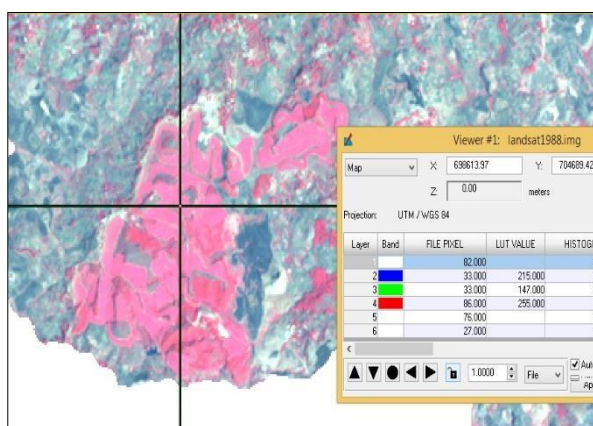 Viewer #1: landsat1988.img
Map X: 698613.97 Y: 704689.42
Z: 0.00 meters
Projection: UTM / WGS 84
Layer Band FILE PIXEL LUT VALUE
82.000
2 33.000 215.000
3 33.000 147.000
4 86.000 255.000
5 76.000
6 27.000
1.0000 File